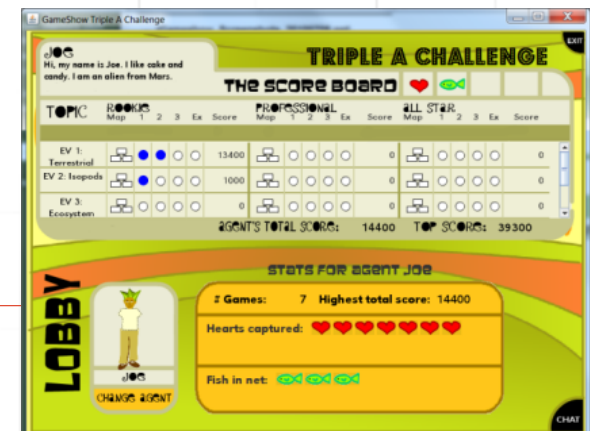 GameShow Triple A Challenge
EXIT
JOE
Hi, my name is Joe. I like cake and
candy. I am an alien from Mars.
TRIPLE A CHALLENGE
THE SCORE BOARD
TOPIC ROOKIE PROFESSIONAL ALL STAR
Map 1 2 3 Ex Score Map 1 2 3 Ex Score Map 1 2 3 Ex Score
EV 1:
Terrestrial 13400 0 0
EV 2: Isopods 1000 0 0
EV 3:
Ecosystem 0 0 0
AGENT'S TOTAL SCORE: 14400 TOP SCORE: 39300
LOBBY
STATS FOR AGENT JOE
# Games: 7 Highest total score: 14400
Hearts captured:
Fish in net:
JOE
CHANGE AGENT
CHAT